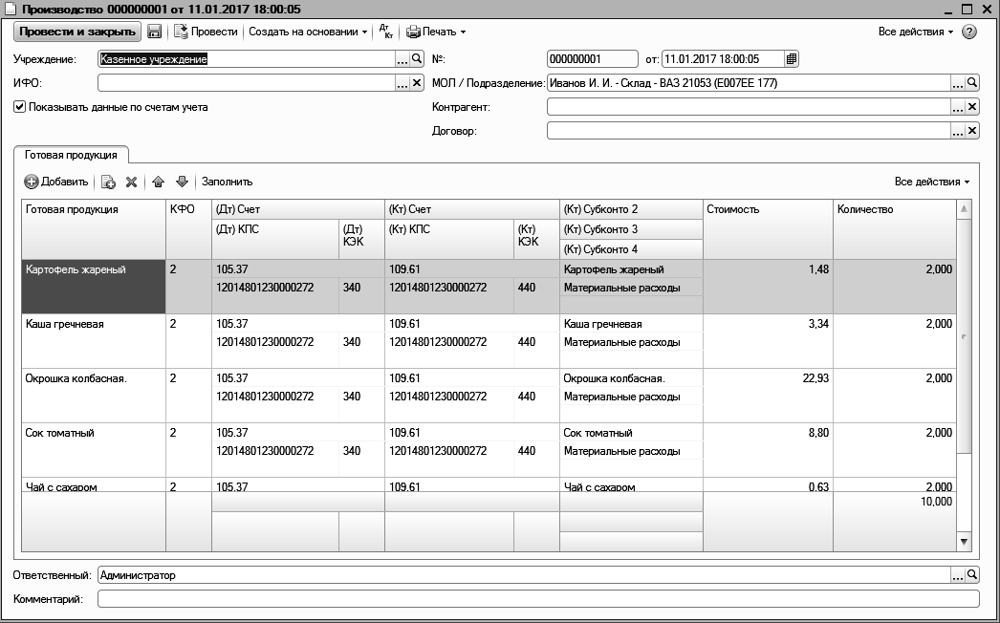 Производство 000000001 от 11.01.2017 18:00:05
Провести и закрыть Провести Создать на основании Дт Кт Печать Все действия
Учреждение: Казенное учреждение ... №: 000000001 от: 11.01.2017 18:00:05
ИФО: ... МОЛ / Подразделение: Иванов И. И. - Склад - ВАЗ 21053 (Е007ЕЕ 177) ...
Показывать данные по счетам учета Контрагент: ...
Договор: ...
Готовая продукция
Добавить Заполнить Все действия
Готовая продукция КФО (Дт) Счет (Кт) Счет (Кт) Субконто 2 Стоимость Количество
(Дт) КПС (Дт) КЭК (Кт) КПС (Кт) КЭК (Кт) Субконто 3
(Кт) Субконто 4
Картофель жареный 2 105.37 109.61 Картофель жареный 1,48 2,000
12014801230000272 340 12014801230000272 440 Материальные расходы
Каша гречневая 2 105.37 109.61 Каша гречневая 3,34 2,000
12014801230000272 340 12014801230000272 440 Материальные расходы
Окрошка колбасная. 2 105.37 109.61 Окрошка колбасная. 22,93 2,000
12014801230000272 340 12014801230000272 440 Материальные расходы
Сок томатный 2 105.37 109.61 Сок томатный 8,80 2,000
12014801230000272 340 12014801230000272 440 Материальные расходы
Чай с сахаром 2 105.37 109.61 Чай с сахаром 0,63 2,000
10,000
Ответственный: Администратор ...
Комментарий: